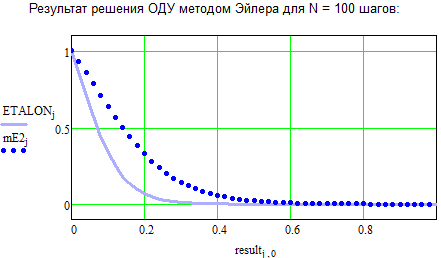 Результат решения ОДУ методом Эйлера для N = 100 шагов:
1
ETALONj
0.5
mE2j
0
0 0.2 0.4 0.6 0.8
resultj , 0